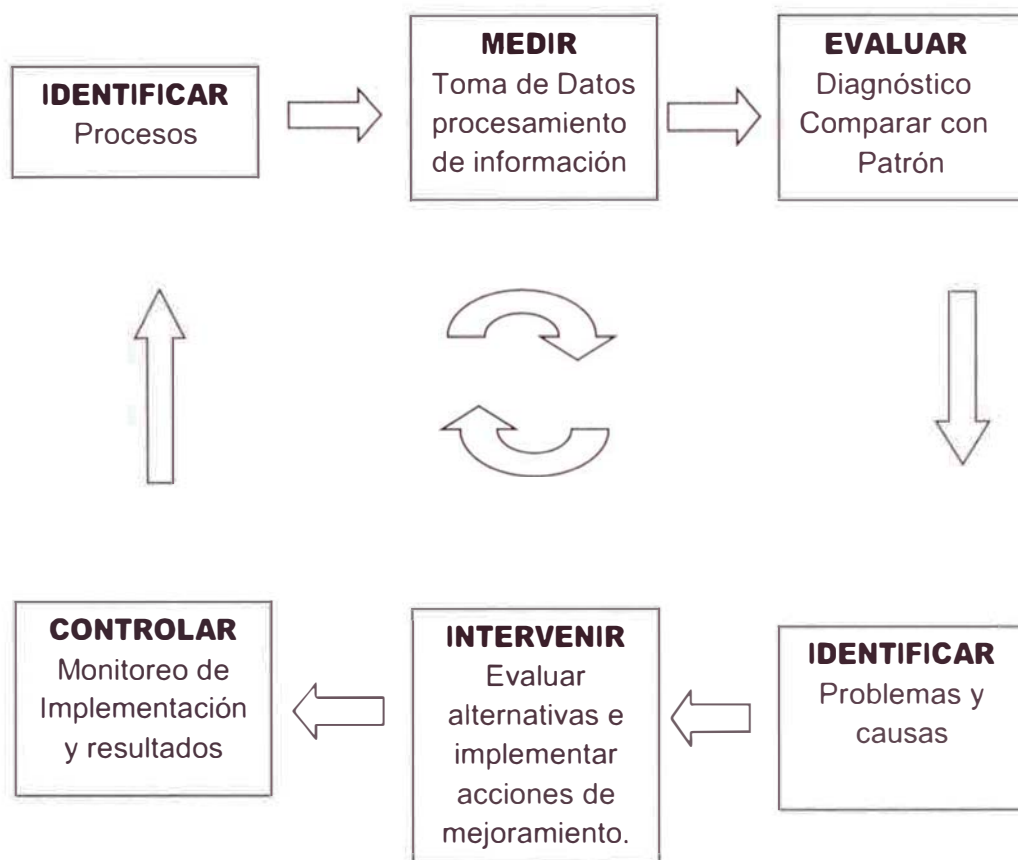 IDENTIFICAR
Procesos
MEDIR
Toma de Datos
procesamiento
de información
EVALUAR
Diagnóstico
Comparar con
Patrón
CONTROLAR
Monitoreo de
Implementación
y resultados
INTERVENIR
Evaluar
alternativas e
implementar
acciones de
mejoramiento.
IDENTIFICAR
Problemas y
causas